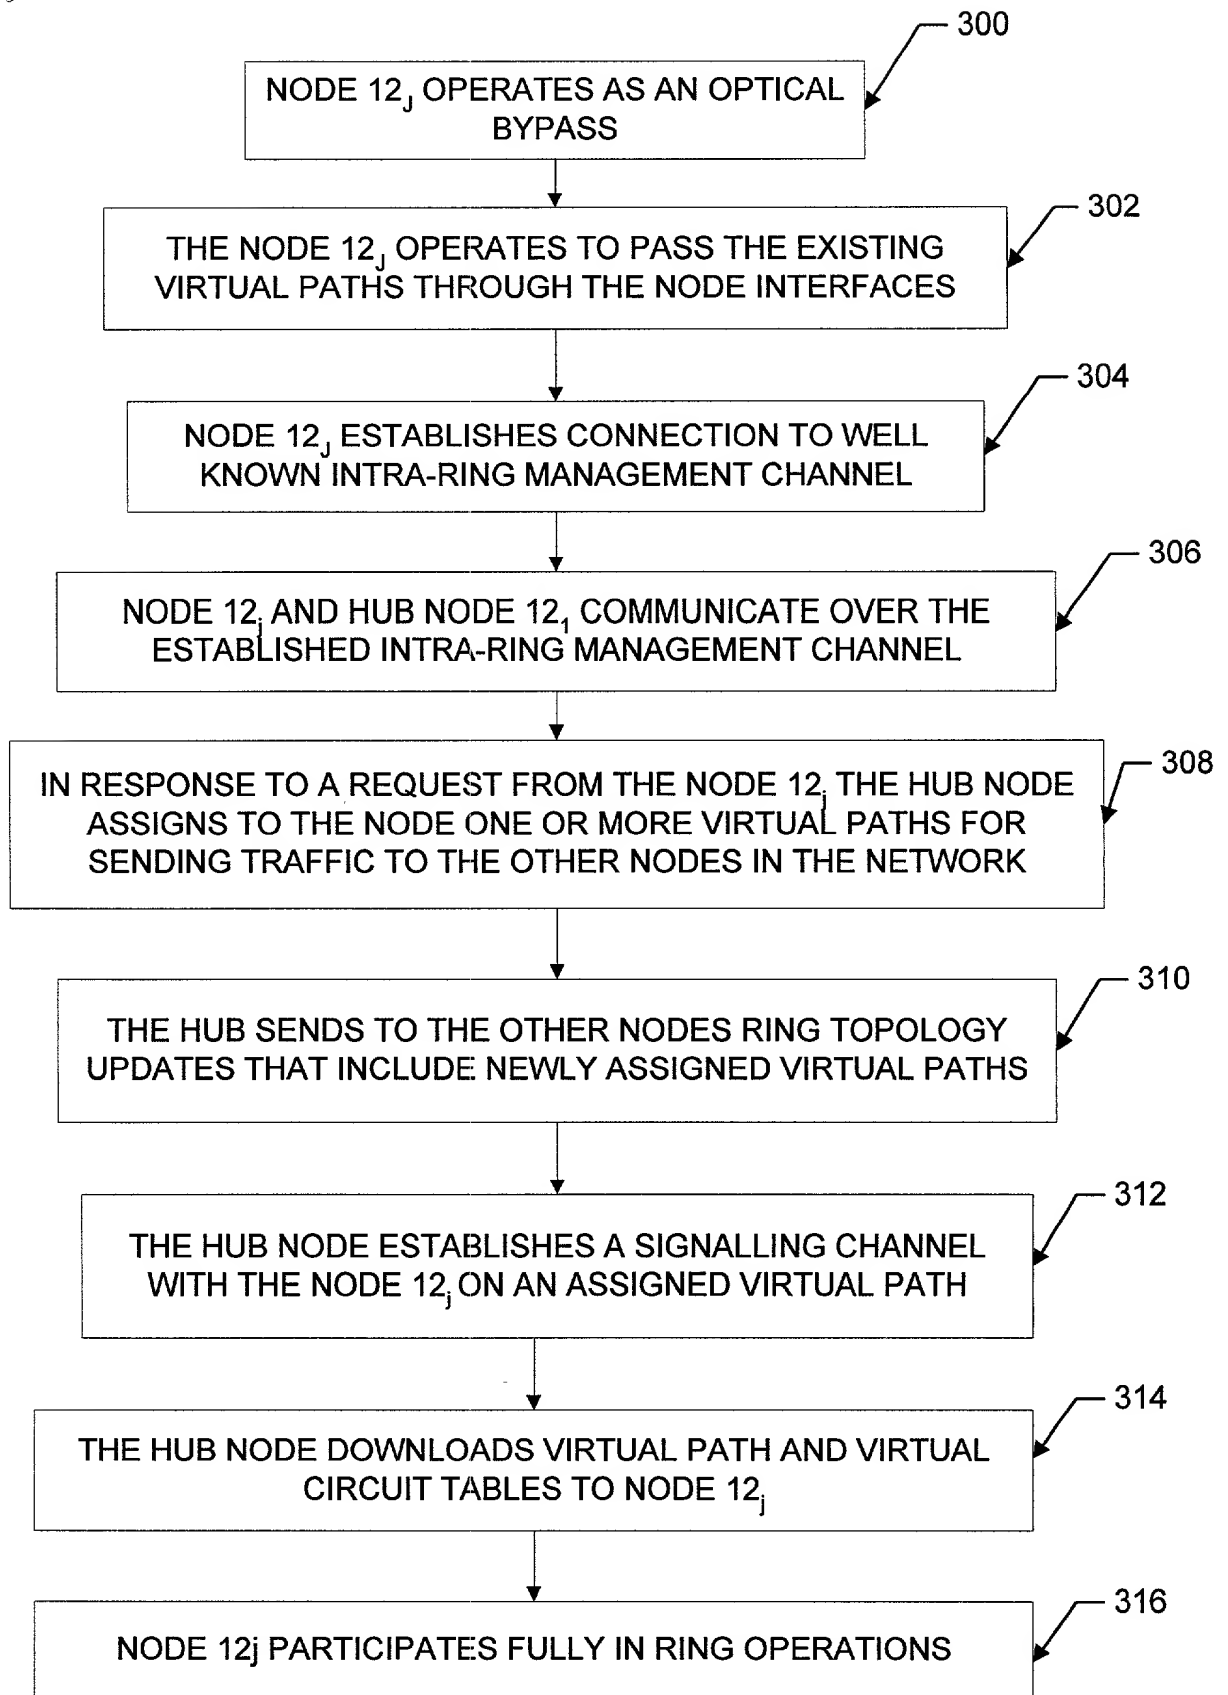 300
NODE 12J OPERATES AS AN OPTICAL
BYPASS
302
THE NODE 12J OPERATES TO PASS THE EXISTING
VIRTUAL PATHS THROUGH THE NODE INTERFACES
304
NODE 12J ESTABLISHES CONNECTION TO WELL
KNOWN INTRA-RING MANAGEMENT CHANNEL
306
NODE 12j AND HUB NODE 121 COMMUNICATE OVER THE
ESTABLISHED INTRA-RING MANAGEMENT CHANNEL
308
IN RESPONSE TO A REQUEST FROM THE NODE 12j THE HUB NODE
ASSIGNS TO THE NODE ONE OR MORE VIRTUAL PATHS FOR
SENDING TRAFFIC TO THE OTHER NODES IN THE NETWORK
310
THE HUB SENDS TO THE OTHER NODES RING TOPOLOGY
UPDATES THAT INCLUDE NEWLY ASSIGNED VIRTUAL PATHS
312
THE HUB NODE ESTABLISHES A SIGNALLING CHANNEL
WITH THE NODE 12j ON AN ASSIGNED VIRTUAL PATH
314
THE HUB NODE DOWNLOADS VIRTUAL PATH AND VIRTUAL
CIRCUIT TABLES TO NODE 12j
316
NODE 12j PARTICIPATES FULLY IN RING OPERATIONS